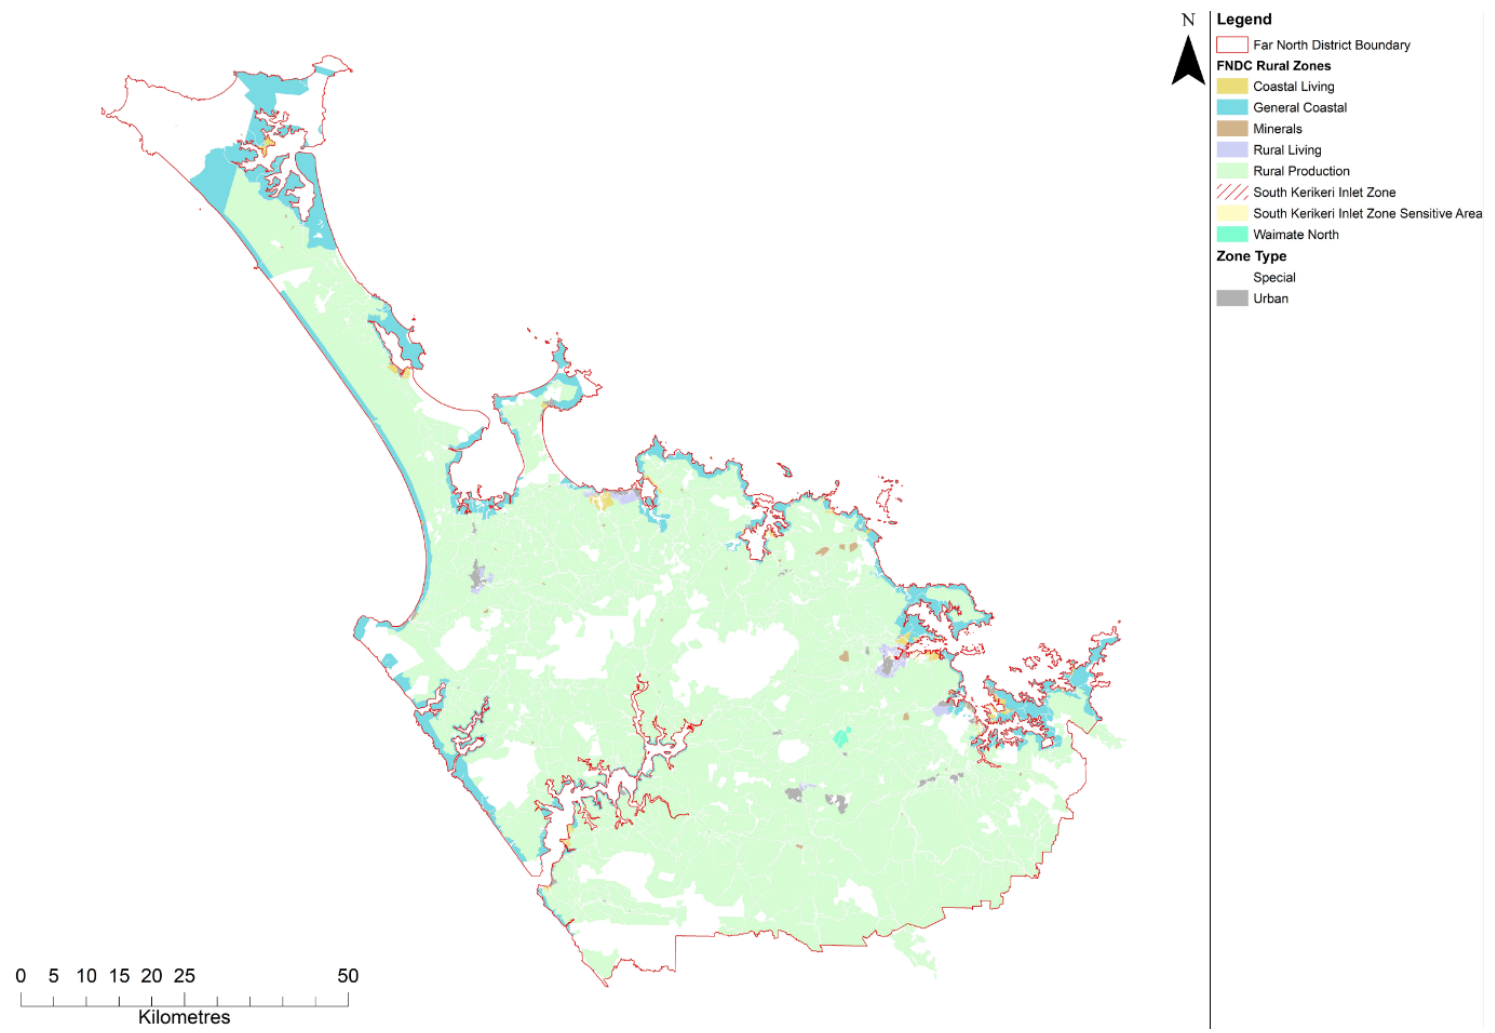 N
Legend
Far North District Boundary
FNDC Rural Zones
Coastal Living
General Coastal
Minerals
Rural Living
Rural Production
South Kerikeri Inlet Zone
South Kerikeri Inlet Zone Sensitive Area
Waimate North
Zone Type
Special
Urban
0 5 10 15 20 25 50
Kilometres